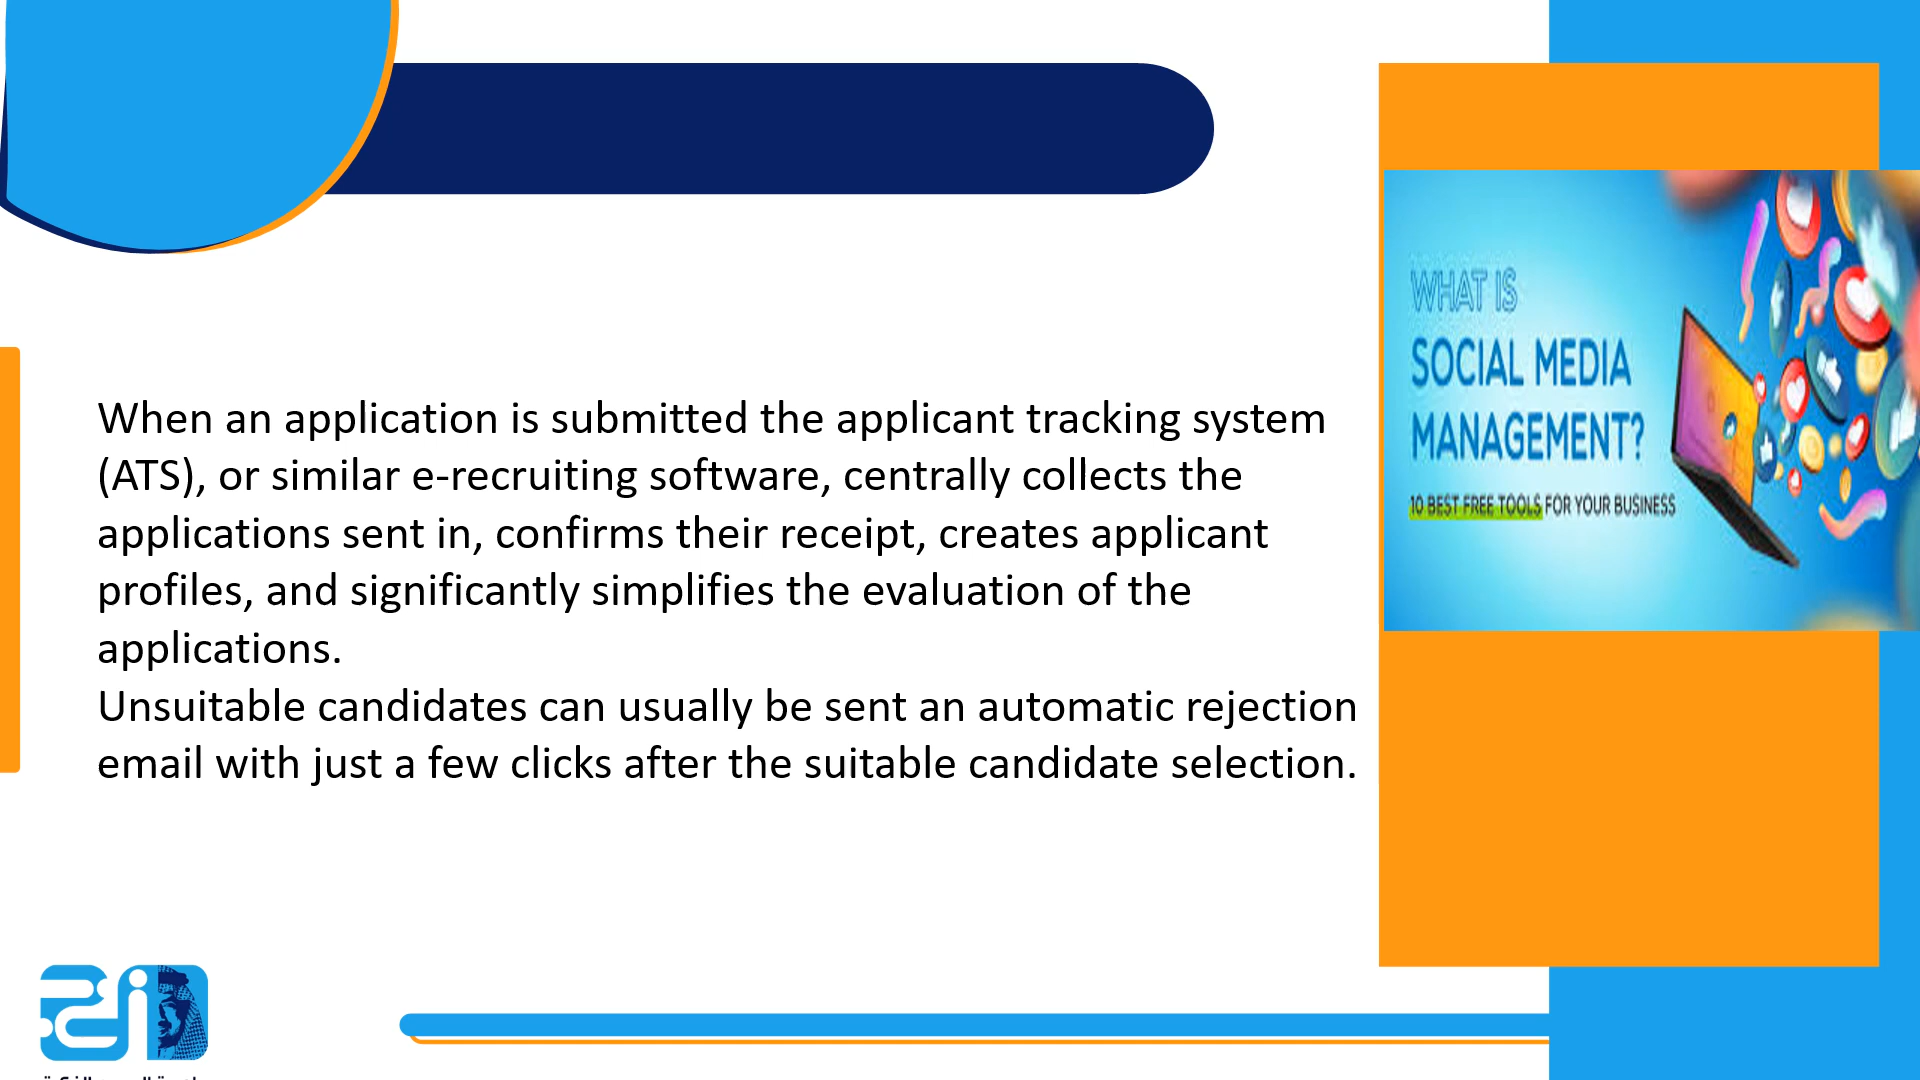 When an application is submitted the applicant tracking system
(ATS), or similar e-recruiting software, centrally collects the
applications sent in, confirms their receipt, creates applicant
profiles, and significantly simplifies the evaluation of the
applications.
Unsuitable candidates can usually be sent an automatic rejection
email with just a few clicks after the suitable candidate selection.
WHAT IS
SOCIAL MEDIA
MANAGEMENT?
10 BEST FREE TOOLS FOR YOUR BUSINESS